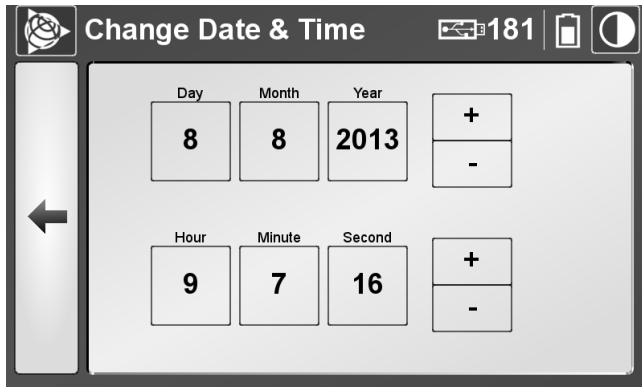 Change Date & Time 181
Day Month Year
8 8 2013
+
-
Hour Minute Second
9 7 16
+
-